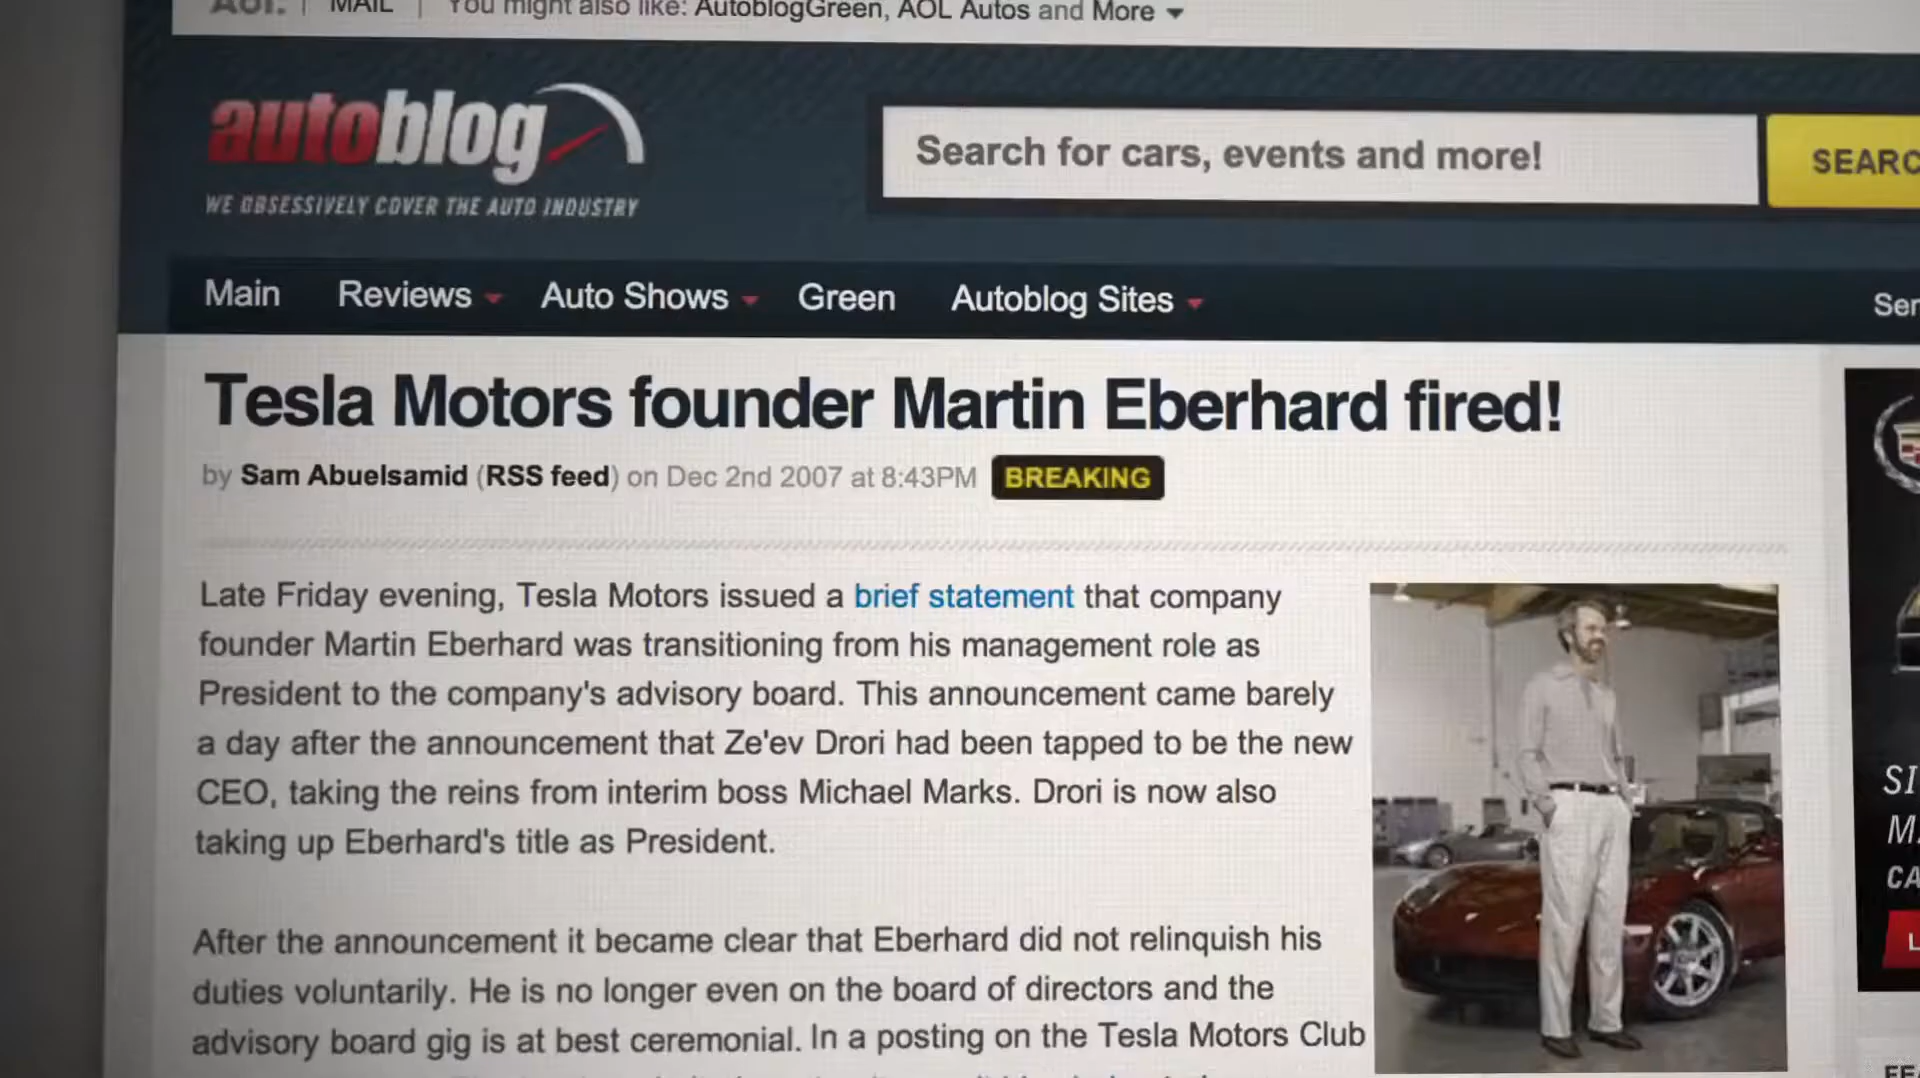 Aol. | MAIL | You might also like: AutoblogGreen, AOL Autos and More
autoblog
WE OBSESSIVELY COVER THE AUTO INDUSTRY
Search for cars, events and more!
Main Reviews Auto Shows Green Autoblog Sites
Tesla Motors founder Martin Eberhard fired!
by Sam Abuelsamid (RSS feed) on Dec 2nd 2007 at 8:43PM BREAKING
Late Friday evening, Tesla Motors issued a brief statement that company
founder Martin Eberhard was transitioning from his management role as
President to the company's advisory board. This announcement came barely
a day after the announcement that Ze'ev Drori had been tapped to be the new
CEO, taking the reins from interim boss Michael Marks. Drori is now also
taking up Eberhard's title as President.
After the announcement it became clear that Eberhard did not relinquish his
duties voluntarily. He is no longer even on the board of directors and the
advisory board gig is at best ceremonial. In a posting on the Tesla Motors Club